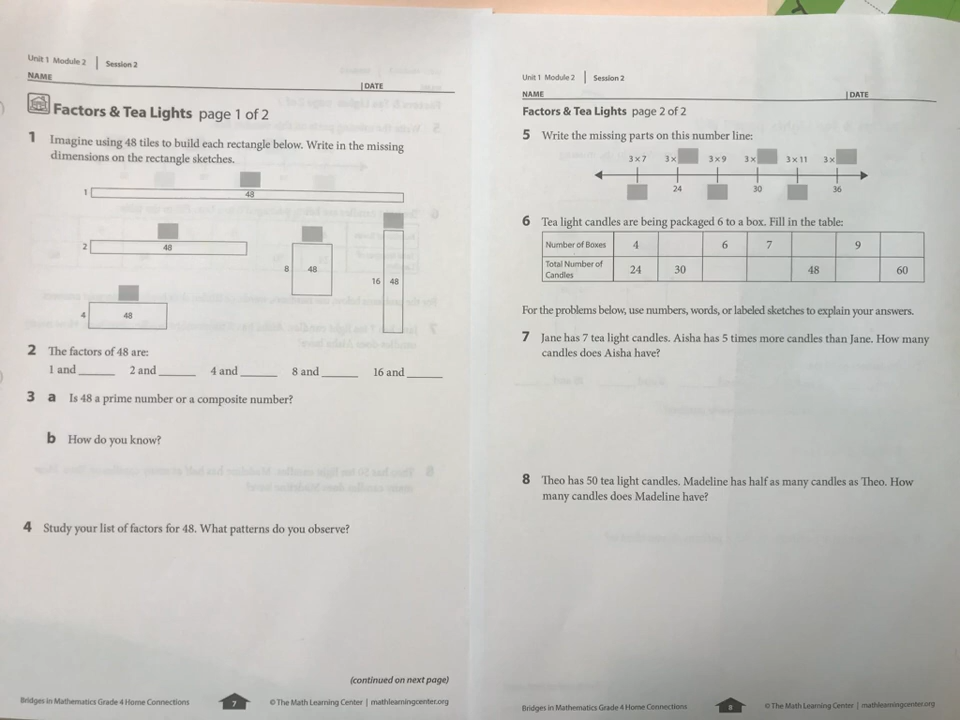 Unit 1 Module 2 | Session 2
NAME | DATE
Factors & Tea Lights page 1 of 2
1 Imagine using 48 tiles to build each rectangle below. Write in the missing
dimensions on the rectangle sketches.
1 48
2 48
8 48
16 48
4 48
2 The factors of 48 are:
1 and ______ 2 and ______ 4 and ______ 8 and ______ 16 and ______
3 a Is 48 a prime number or a composite number?
b How do you know?
4 Study your list of factors for 48. What patterns do you observe?
(continued on next page)
Bridges in Mathematics Grade 4 Home Connections 7 © The Math Learning Center | mathlearningcenter.org
Unit 1 Module 2 | Session 2
NAME | DATE
Factors & Tea Lights page 2 of 2
5 Write the missing parts on this number line:
3 × 7 3 × 3 × 9 3 × 3 × 11 3 ×
24 30 36
6 Tea light candles are being packaged 6 to a box. Fill in the table:
Number of Boxes 4 6 7 9
Total Number of
Candles 24 30 48 60
For the problems below, use numbers, words, or labeled sketches to explain your answers.
7 Jane has 7 tea light candles. Aisha has 5 times more candles than Jane. How many
candles does Aisha have?
8 Theo has 50 tea light candles. Madeline has half as many candles as Theo. How
many candles does Madeline have?
Bridges in Mathematics Grade 4 Home Connections 8 © The Math Learning Center | mathlearningcenter.org